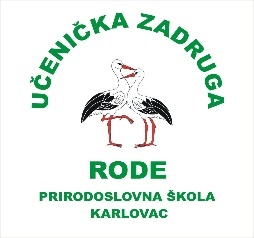 UČENIČKA ZADRUGA
RODE
PRIRODOSLOVNA ŠKOLA
KARLOVAC